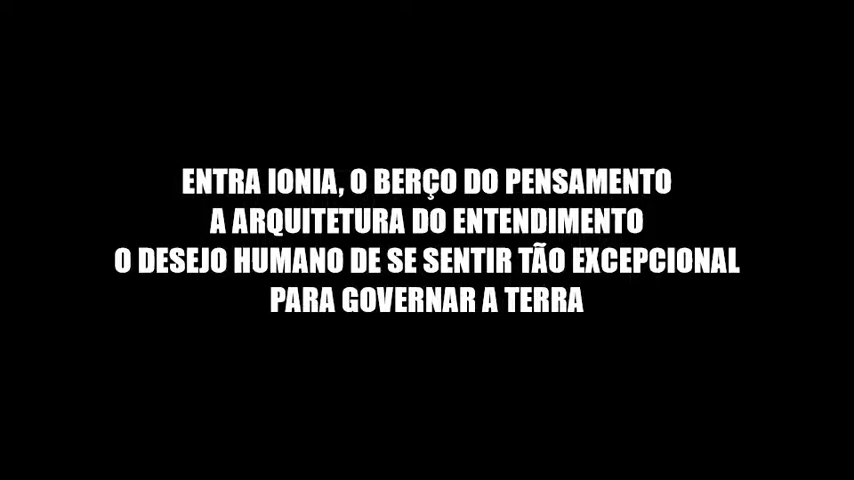 ENTRA IONIA, O BERÇO DO PENSAMENTO
A ARQUITETURA DO ENTENDIMENTO
O DESEJO HUMANO DE SE SENTIR TÃO EXCEPCIONAL
PARA GOVERNAR A TERRA